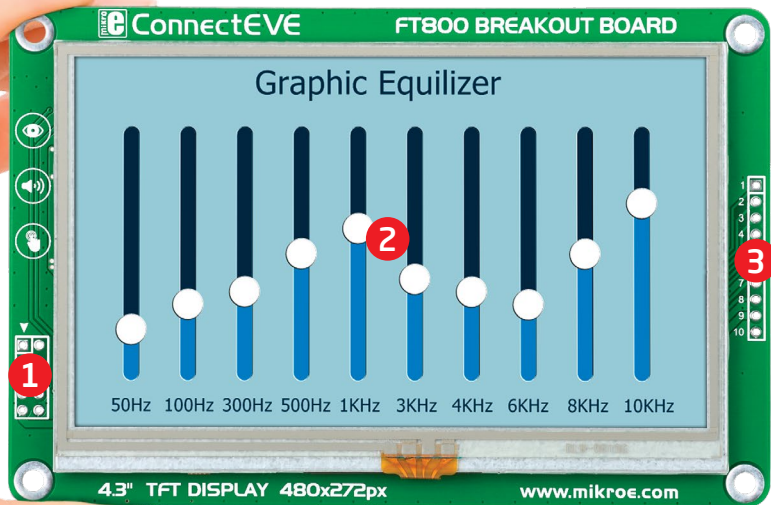 mikro e ConnectEVE FT800 BREAKOUT BOARD
Graphic Equilizer
1
2
3
4
7
8
9
10
1
2
3
50Hz 100Hz 300Hz 500Hz 1KHz 3KHz 4KHz 6KHz 8KHz 10KHz
4.3" TFT DISPLAY 480x272px www.mikroe.com